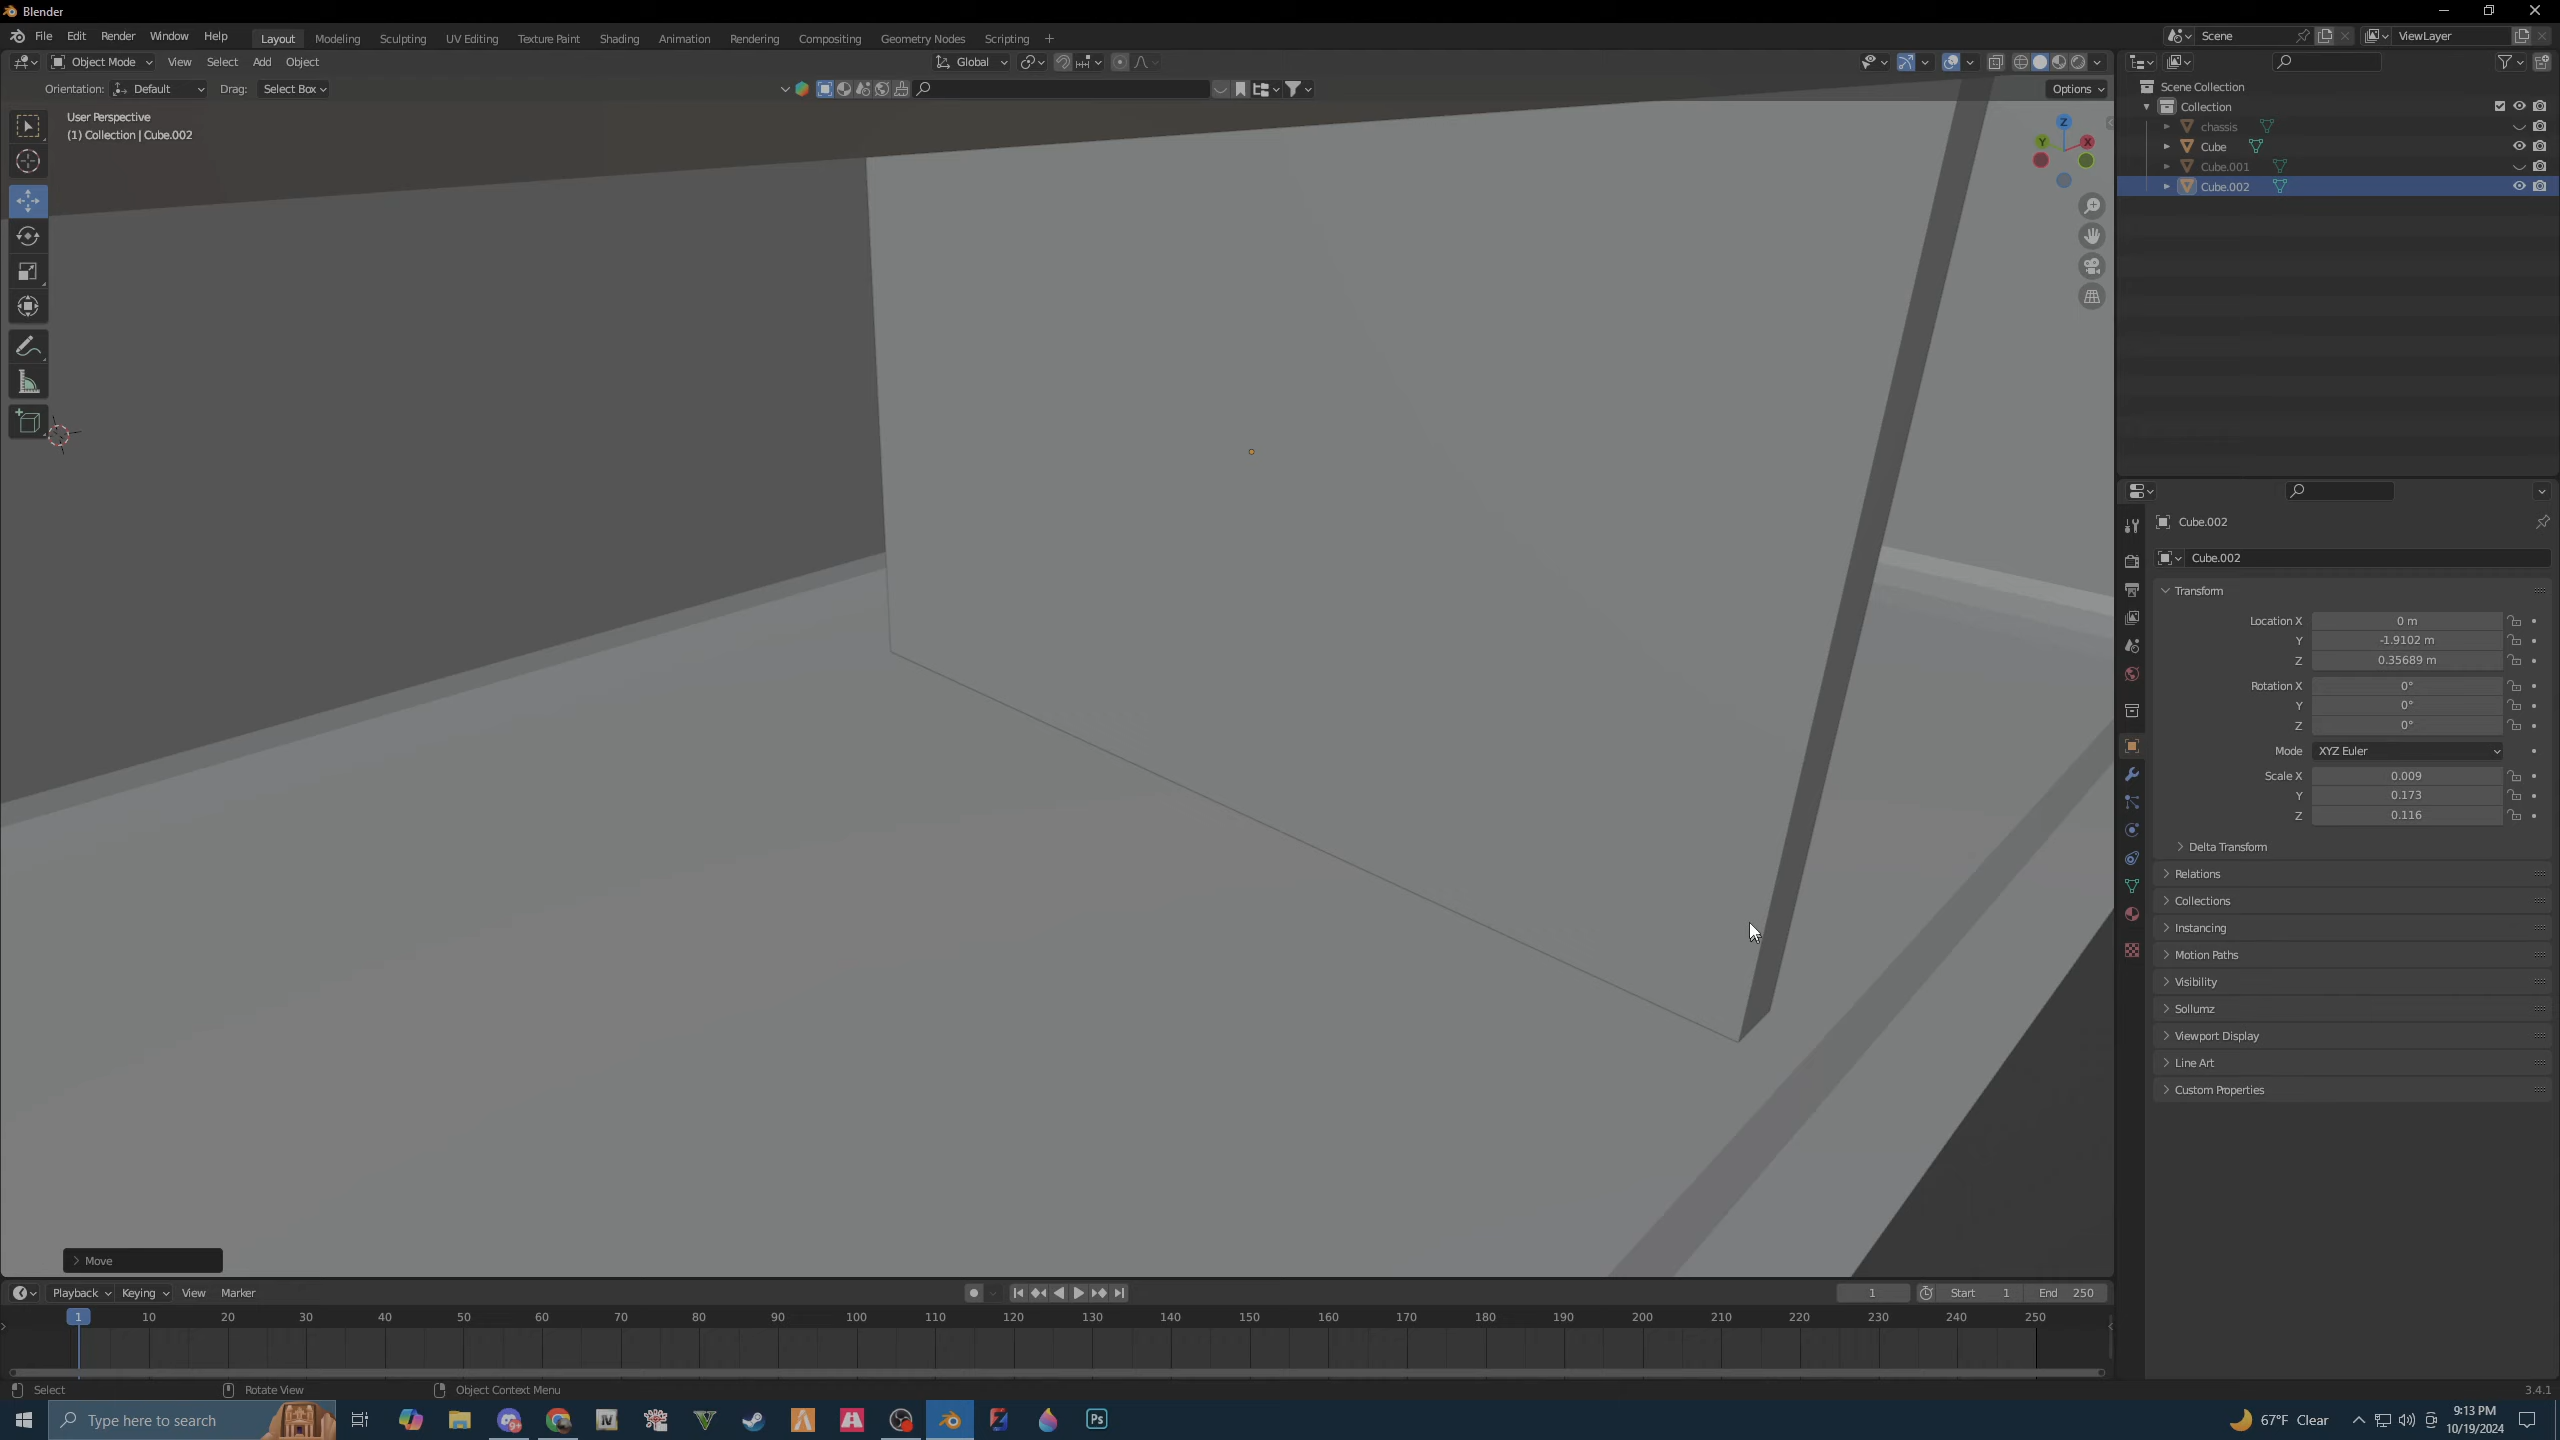 Blender
File Edit Render Window Help Layout Modeling Sculpting UV Editing Texture Paint Shading Animation Rendering Compositing Geometry Nodes Scripting + Scene ViewLayer
Object Mode View Select Add Object Global
Orientation: Default Drag: Select Box Options
User Perspective
(1) Collection | Cube.002
Z
Y
X
Scene Collection
Collection
chassis
Cube
Cube.001
Cube.002
Cube.002
Cube.002
Transform
Location X 0 m
Y -1.9102 m
Z 0.35689 m
Rotation X 0°
Y 0°
Z 0°
Mode XYZ Euler
Scale X 0.009
Y 0.173
Z 0.116
Delta Transform
Relations
Collections
Instancing
Motion Paths
Visibility
Sollumz
Viewport Display
Line Art
Custom Properties
Move
Playback Keying View Marker 1 Start 1 End 250
1 10 20 30 40 50 60 70 80 90 100 110 120 130 140 150 160 170 180 190 200 210 220 230 240 250
Select Rotate View Object Context Menu 3.4.1
Type here to search Ps 67°F Clear 9:13 PM
10/19/2024